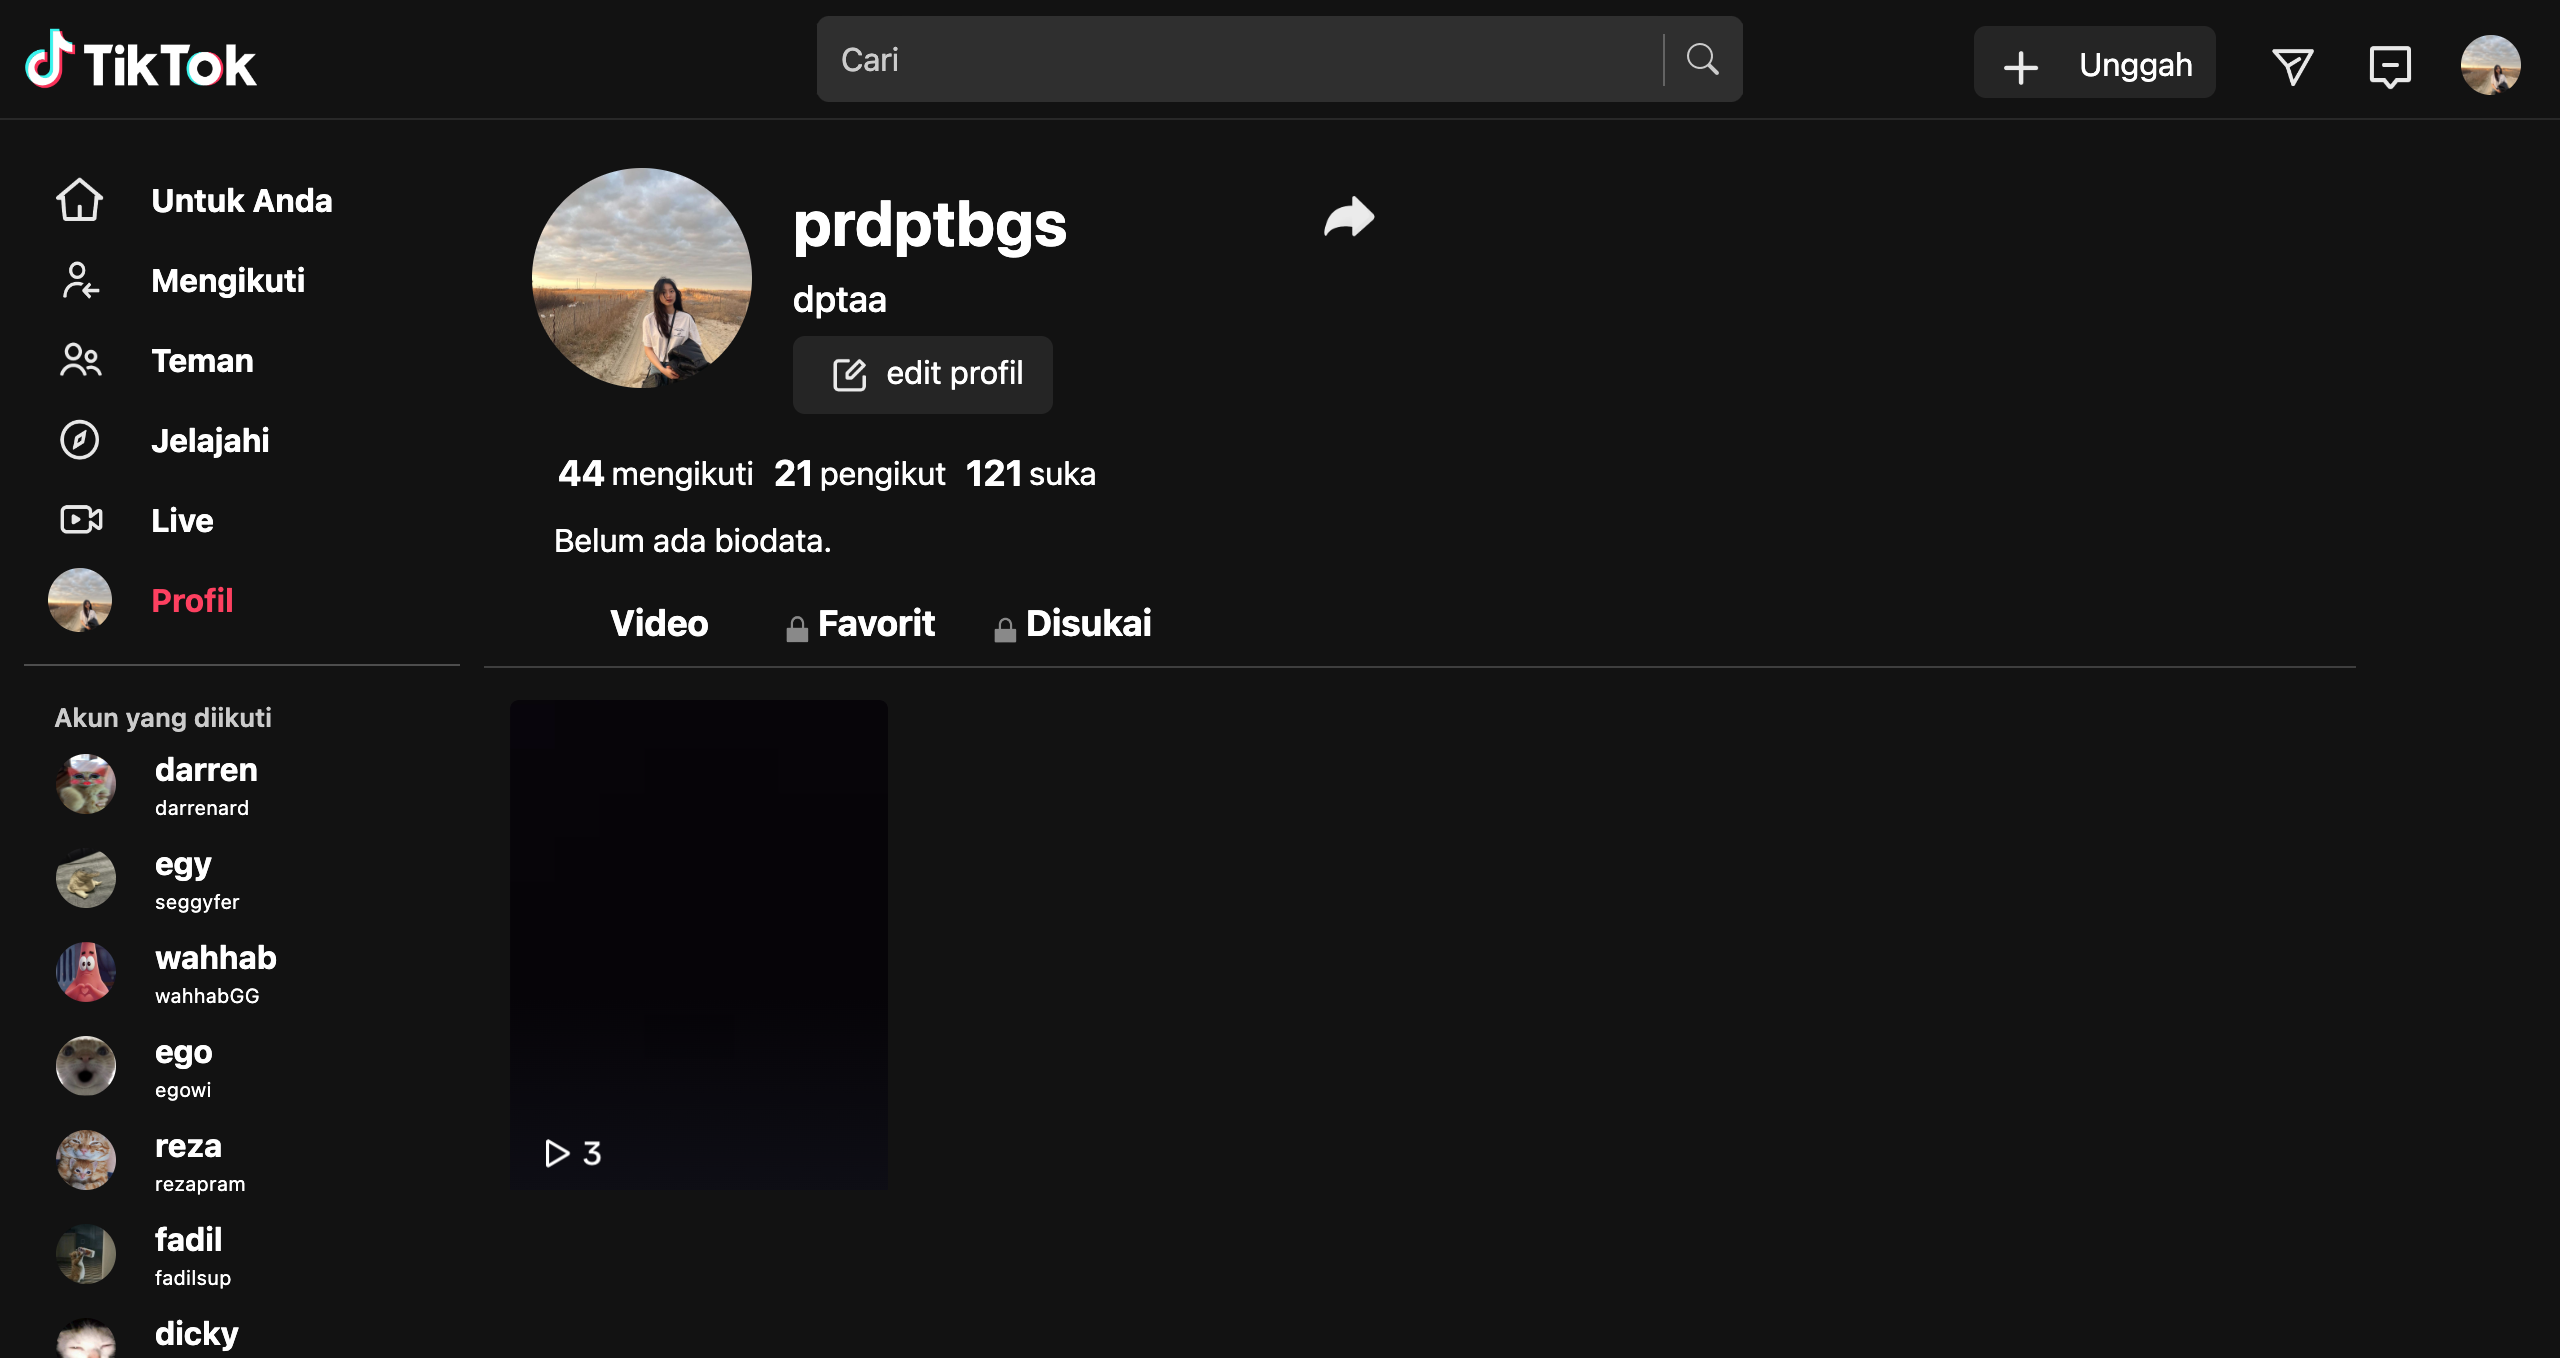 TikTok
Cari
Unggah
Untuk Anda
Mengikuti
Teman
Jelajahi
Live
Profil
Akun yang diikuti
darren
darrenard
egy
seggyfer
wahhab
wahhabGG
ego
egowi
reza
rezapram
fadil
fadilsup
dicky
prdptbgs
dptaa
edit profil
44 mengikuti 21 pengikut 121 suka
Belum ada biodata.
Video Favorit Disukai
3